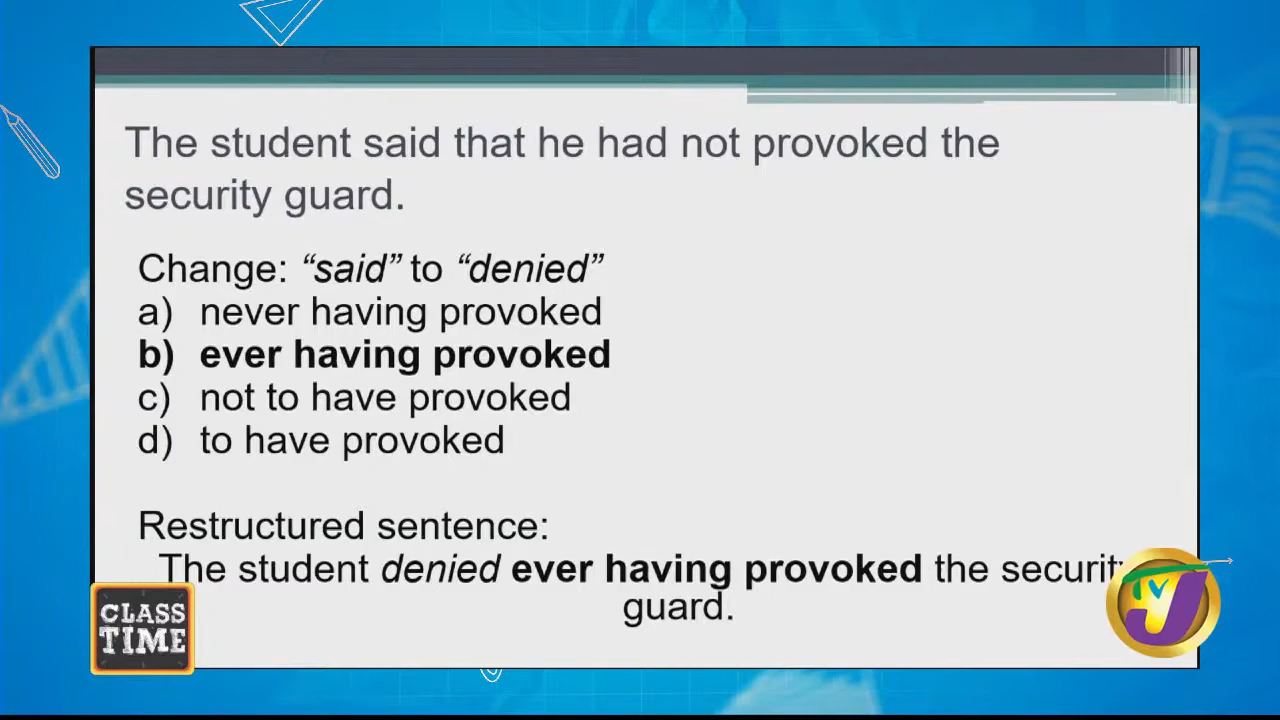 The student said that he had not provoked the
security guard.
Change: “said” to “denied”
a) never having provoked
b) ever having provoked
c) not to have provoked
d) to have provoked
Restructured sentence:
The student denied ever having provoked the security
guard.
CLASS
TIME
TVJ